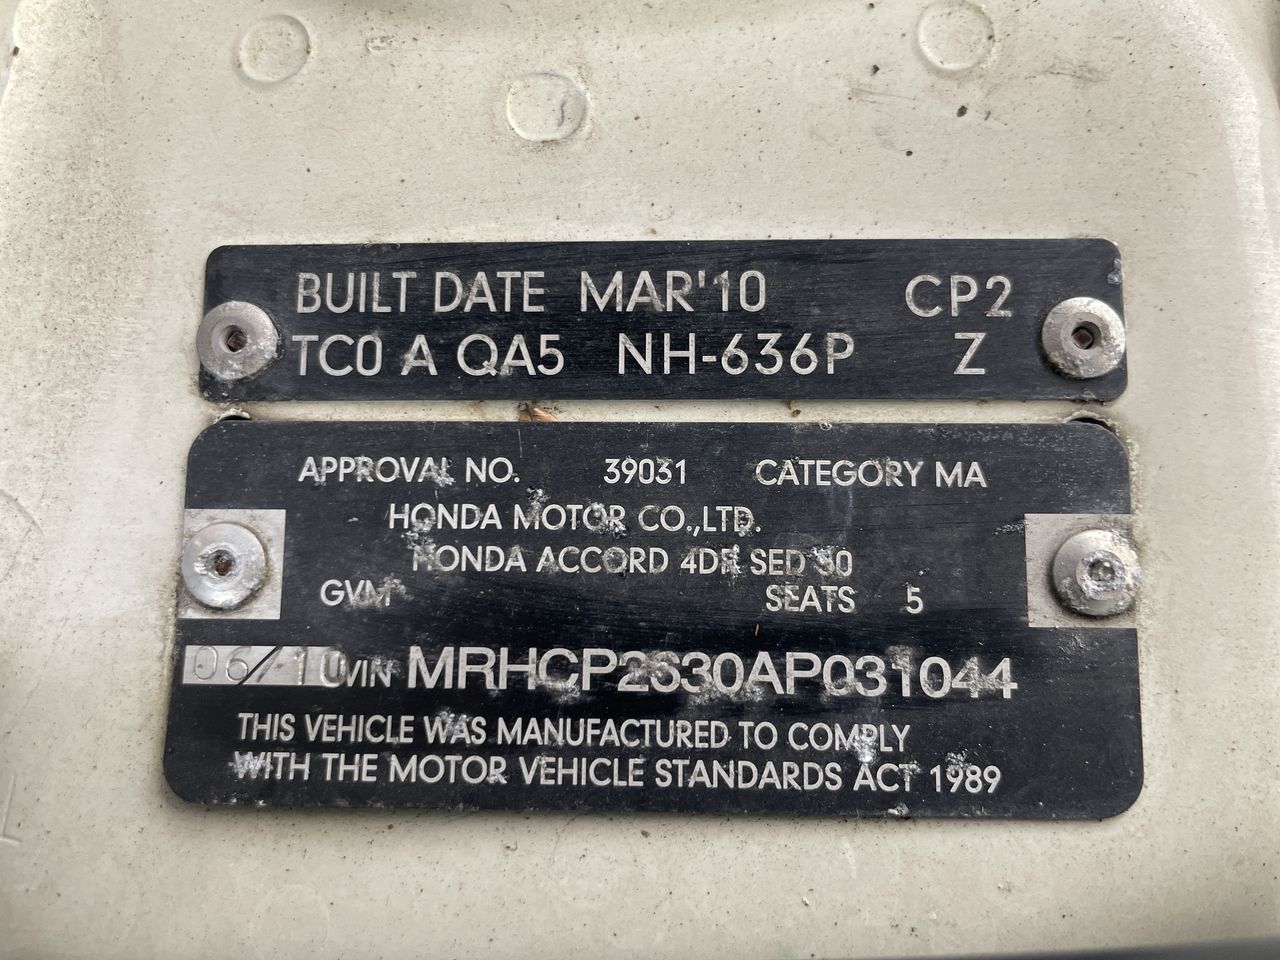 BUILT DATE MAR'10 CP2
TC0 A QA5 NH-636P Z
APPROVAL NO. 39031 CATEGORY MA
HONDA MOTOR CO.,LTD.
HONDA ACCORD 4DR SED 50
GVM SEATS 5
06/10 VIN MRHCP2630AP031044
THIS VEHICLE WAS MANUFACTURED TO COMPLY
WITH THE MOTOR VEHICLE STANDARDS ACT 1989